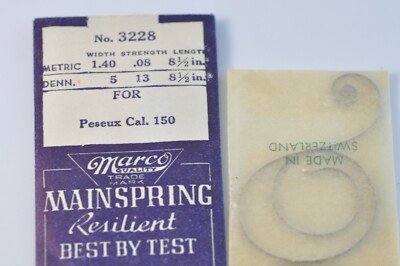 No. 3228
WIDTH STRENGTH LENGTH
METRIC 1.40 .08 8½ in.
DENN. 5 13 8½ in.
FOR
Peseux Cal. 150
Marco
QUALITY
TRADE
MARK
MAINSPRING
Resilient
BEST BY TEST
MADE IN
SWITZERLAND